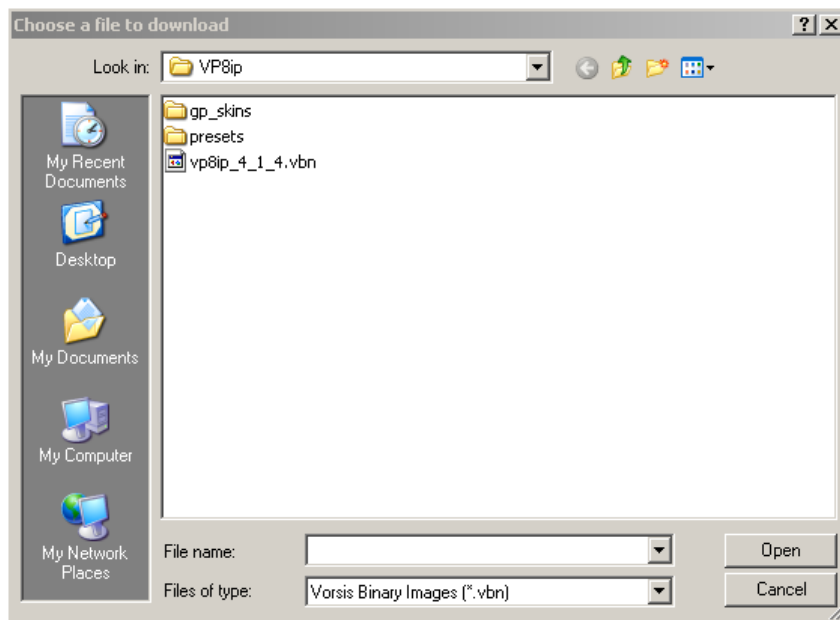 Choose a file to download
Look in: VP8ip
gp_skins
presets
vp8ip_4_1_4.vbn
My Recent
Documents
Desktop
My Documents
My Computer
My Network
Places
File name:
Open
Files of type: Vorsis Binary Images (*.vbn)
Cancel